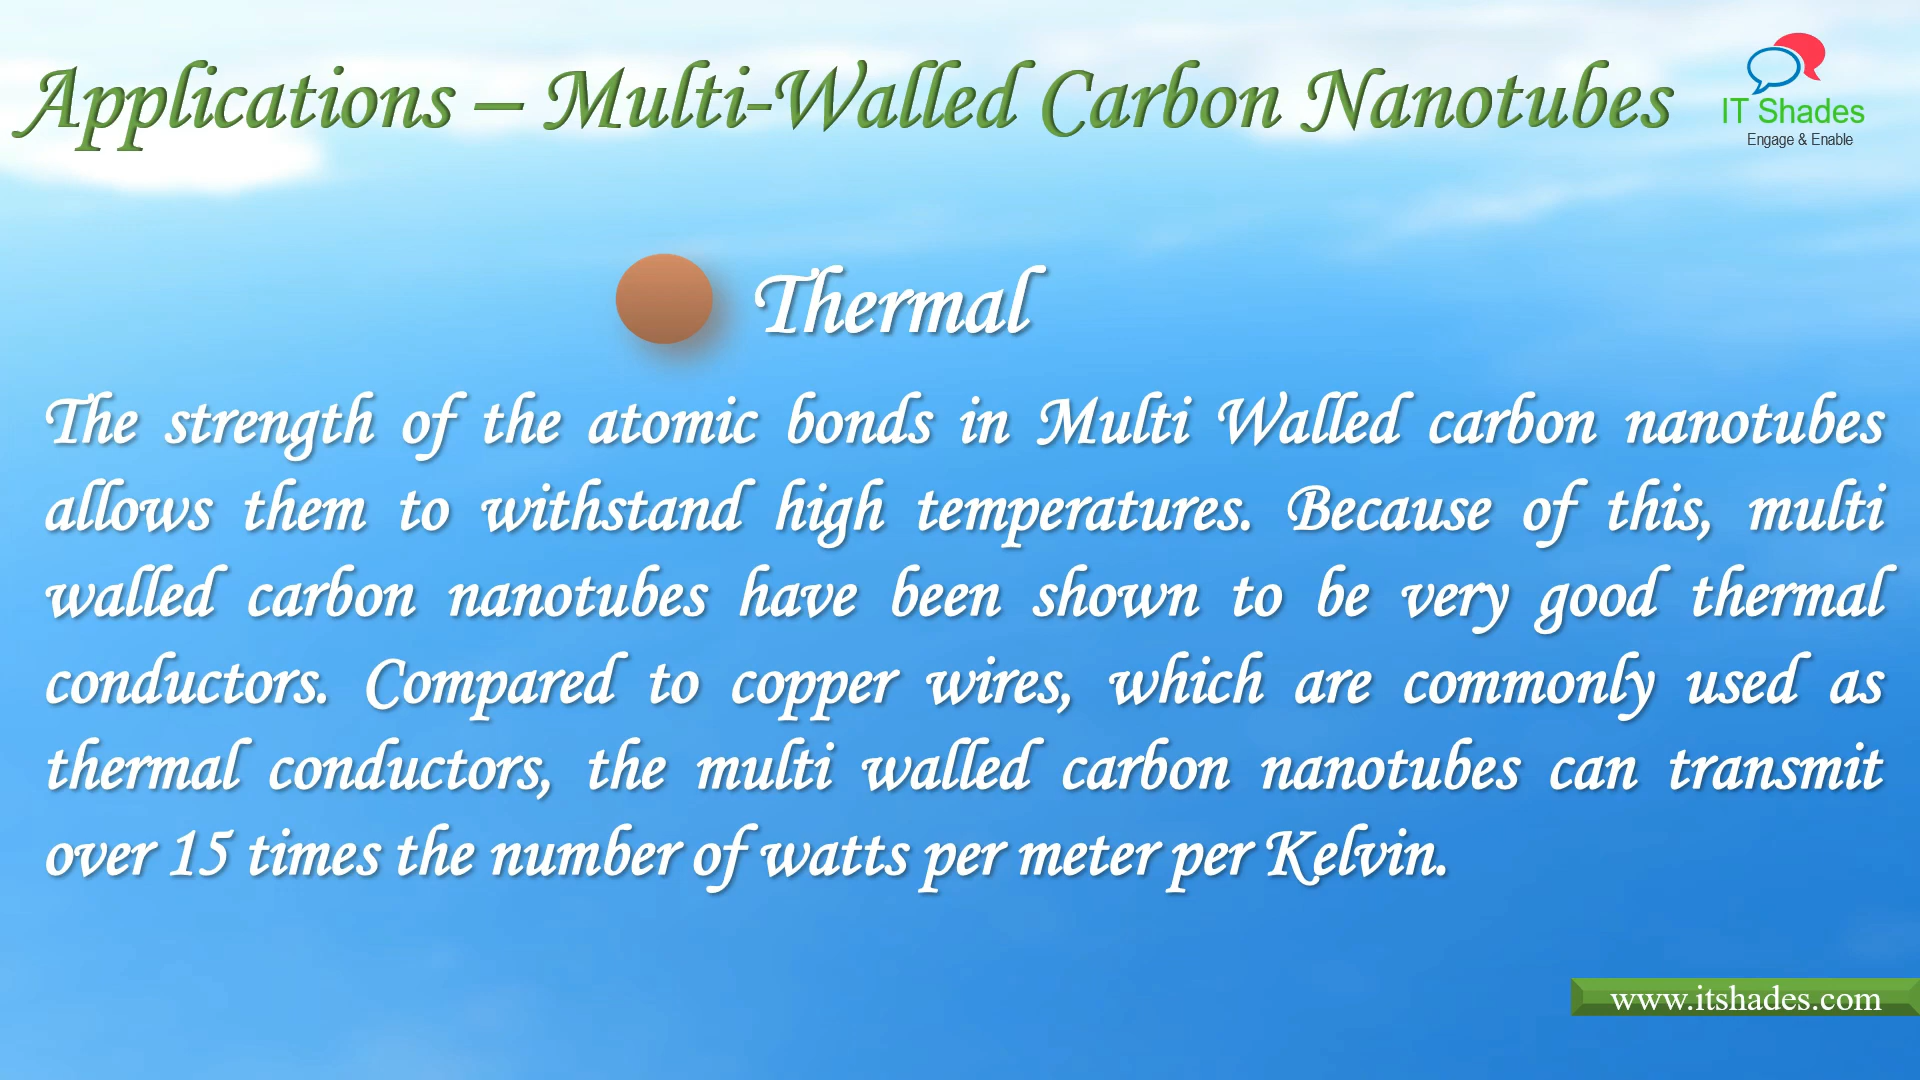 Applications – Multi-Walled Carbon Nanotubes
IT Shades
Engage & Enable
Thermal
The strength of the atomic bonds in Multi Walled carbon nanotubes
allows them to withstand high temperatures. Because of this, multi
walled carbon nanotubes have been shown to be very good thermal
conductors. Compared to copper wires, which are commonly used as
thermal conductors, the multi walled carbon nanotubes can transmit
over 15 times the number of watts per meter per Kelvin.
www.itshades.com